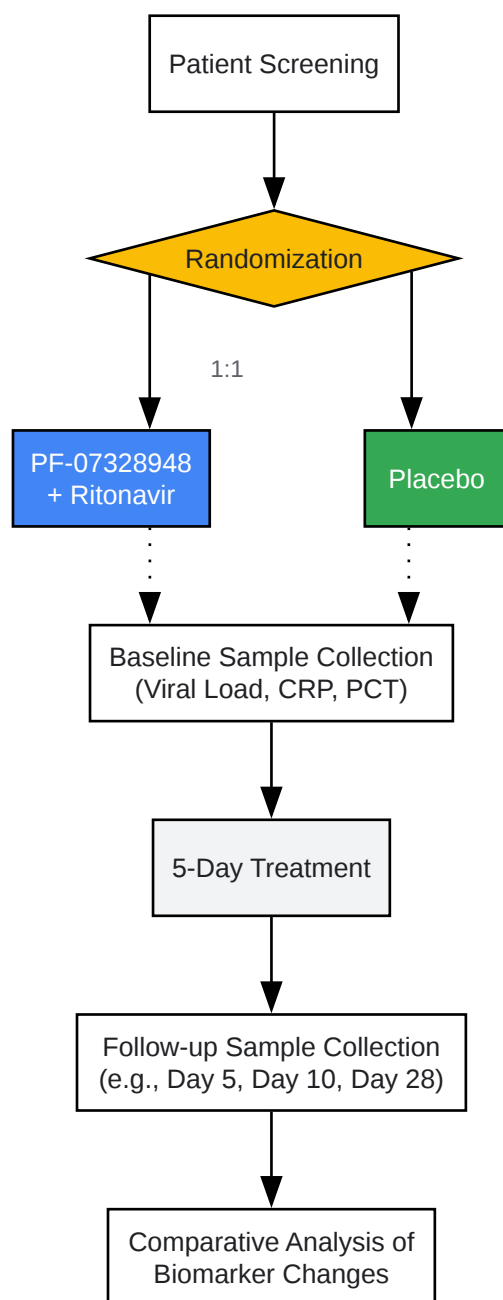 Patient Screening
Randomization
1:1
PF-07328948
+ Ritonavir
Placebo
Baseline Sample Collection
(Viral Load, CRP, PCT)
5-Day Treatment
Follow-up Sample Collection
(e.g., Day 5, Day 10, Day 28)
Comparative Analysis of
Biomarker Changes